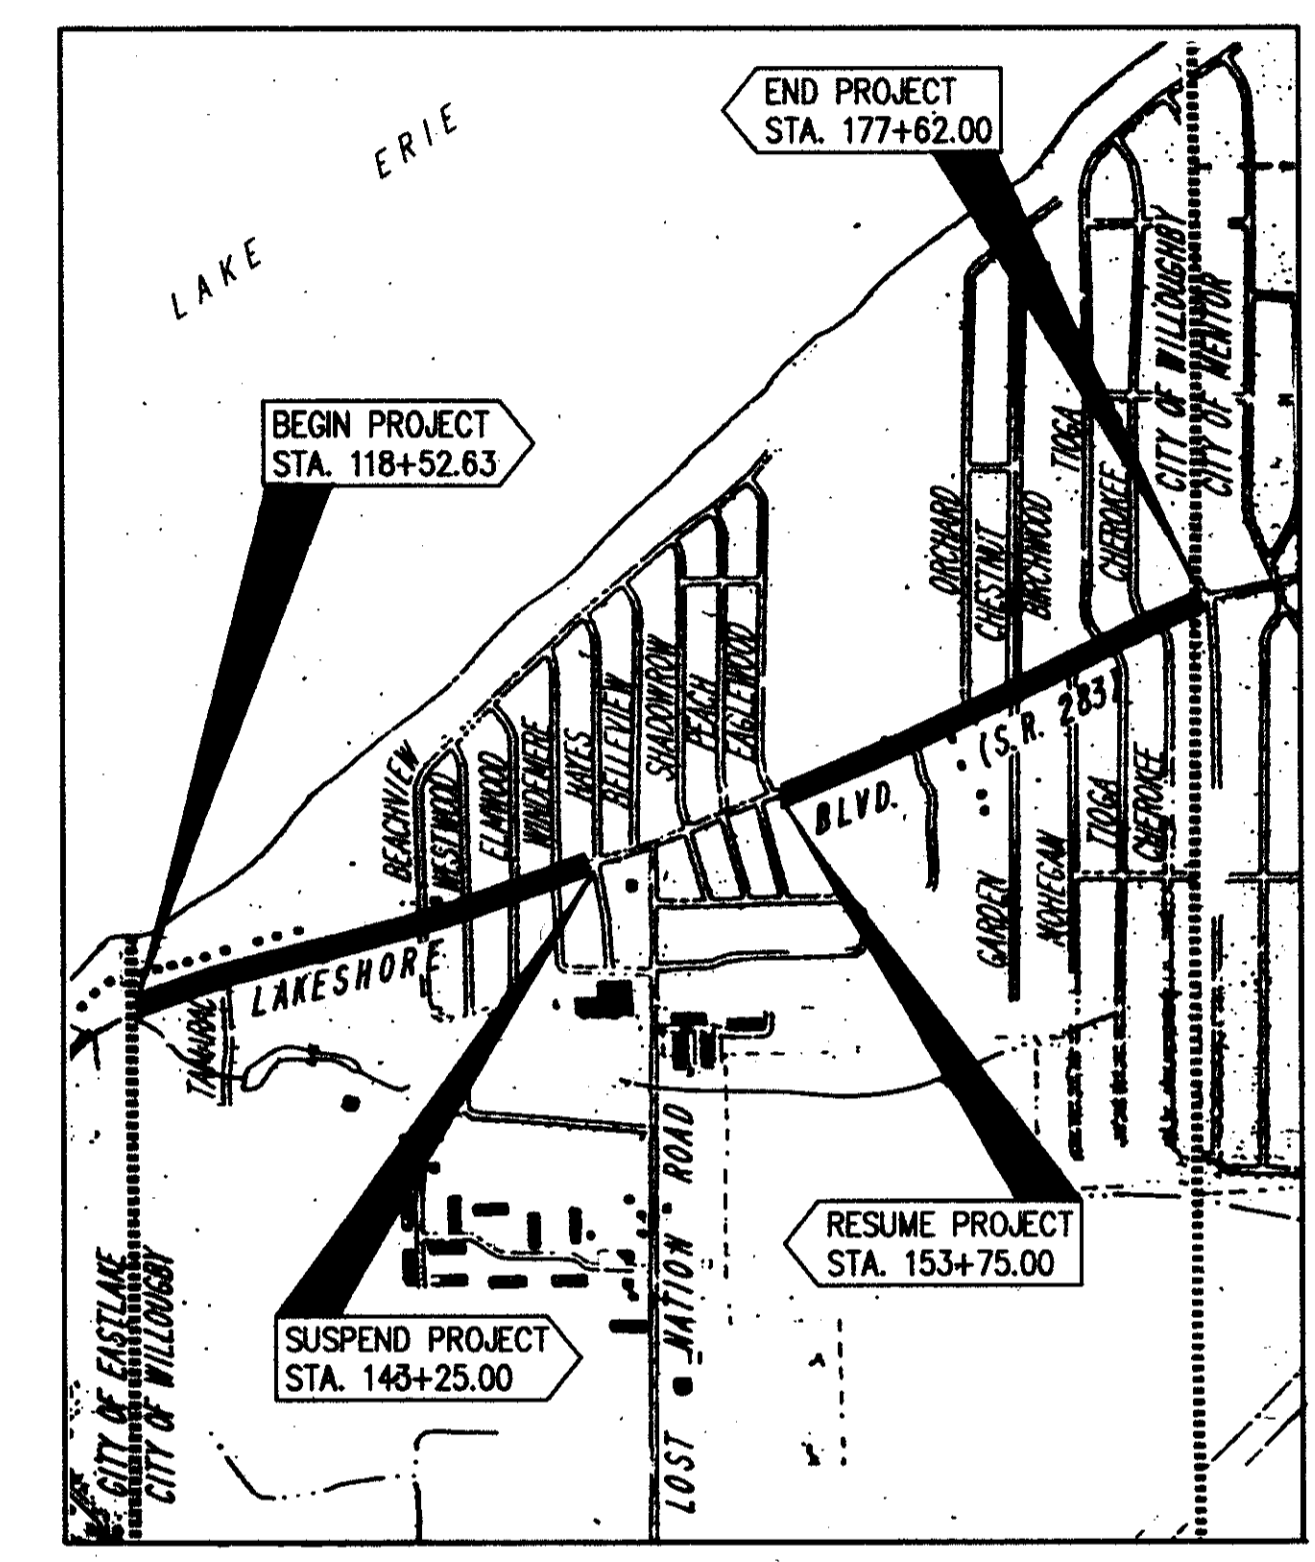 END PROJECT
STA. 177+62.00
ERIE
LAKE
BEGIN PROJECT
STA. 118+52.63
CITY OF WILLOUGHBY
CITY OF MENTOR
TIOGA
CHEROKEE
ORCHARD
CHESTNUT
BIRCHWOOD
BEACHVIEW
WESTWOOD
ELMWOOD
WINDEMERE
HAYES
BELLEVIEW
SHADOWROW
PEACH
EAGLEWOOD
(S.R. 283)
BLVD.
LAKESHORE
GARDEN
MOHEGAN
TIOGA
CHEROKEE
RESUME PROJECT
STA. 153+75.00
SUSPEND PROJECT
STA. 143+25.00
CITY OF EASTLAKE
CITY OF WILLOUGBY
LOST NATION ROAD